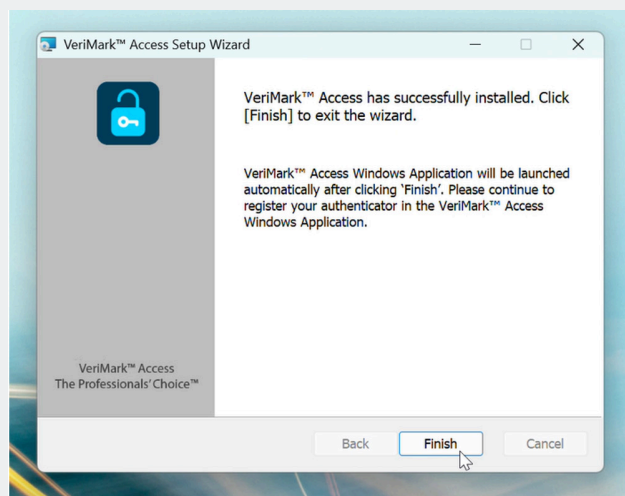 VeriMark™ Access Setup Wizard
VeriMark™ Access has successfully installed. Click
[Finish] to exit the wizard.
VeriMark™ Access Windows Application will be launched
automatically after clicking ‘Finish’. Please continue to
register your authenticator in the VeriMark™ Access
Windows Application.
VeriMark™ Access
The Professionals’ Choice™
Back
Finish
Cancel